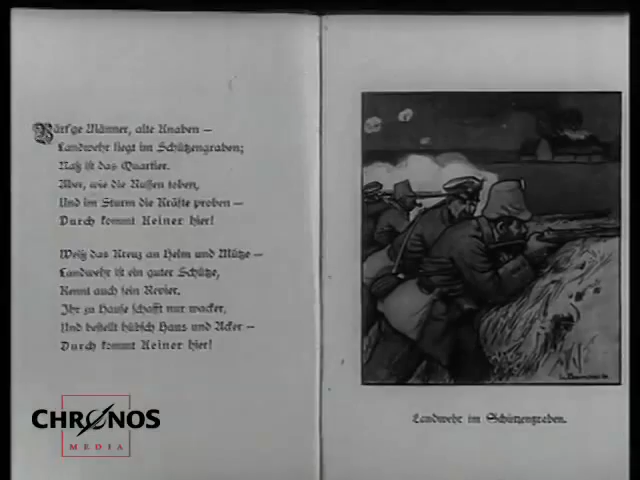 Bärt'ge Männer, alte Knaben –
Landwehr liegt im Schützengraben;
Naß ist das Quartier.
Aber, wie die Russen toben,
Und im Sturm die Kräfte proben –
Durch kommt Keiner hier!
Weiß das Kreuz an Helm und Mütze –
Landwehr ist ein guter Schütze,
Kennt auch sein Revier.
Ihr zu Hause schafft nur wacker,
Und bestellt hübsch Haus und Acker –
Durch kommt Keiner hier!
Landwehr im Schützengraben.
CHRONOS
MEDIA